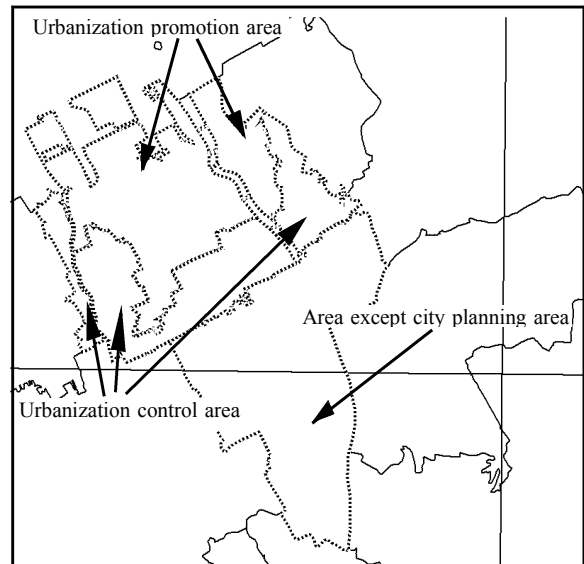 Urbanization promotion area
Area except city planning area
Urbanization control area